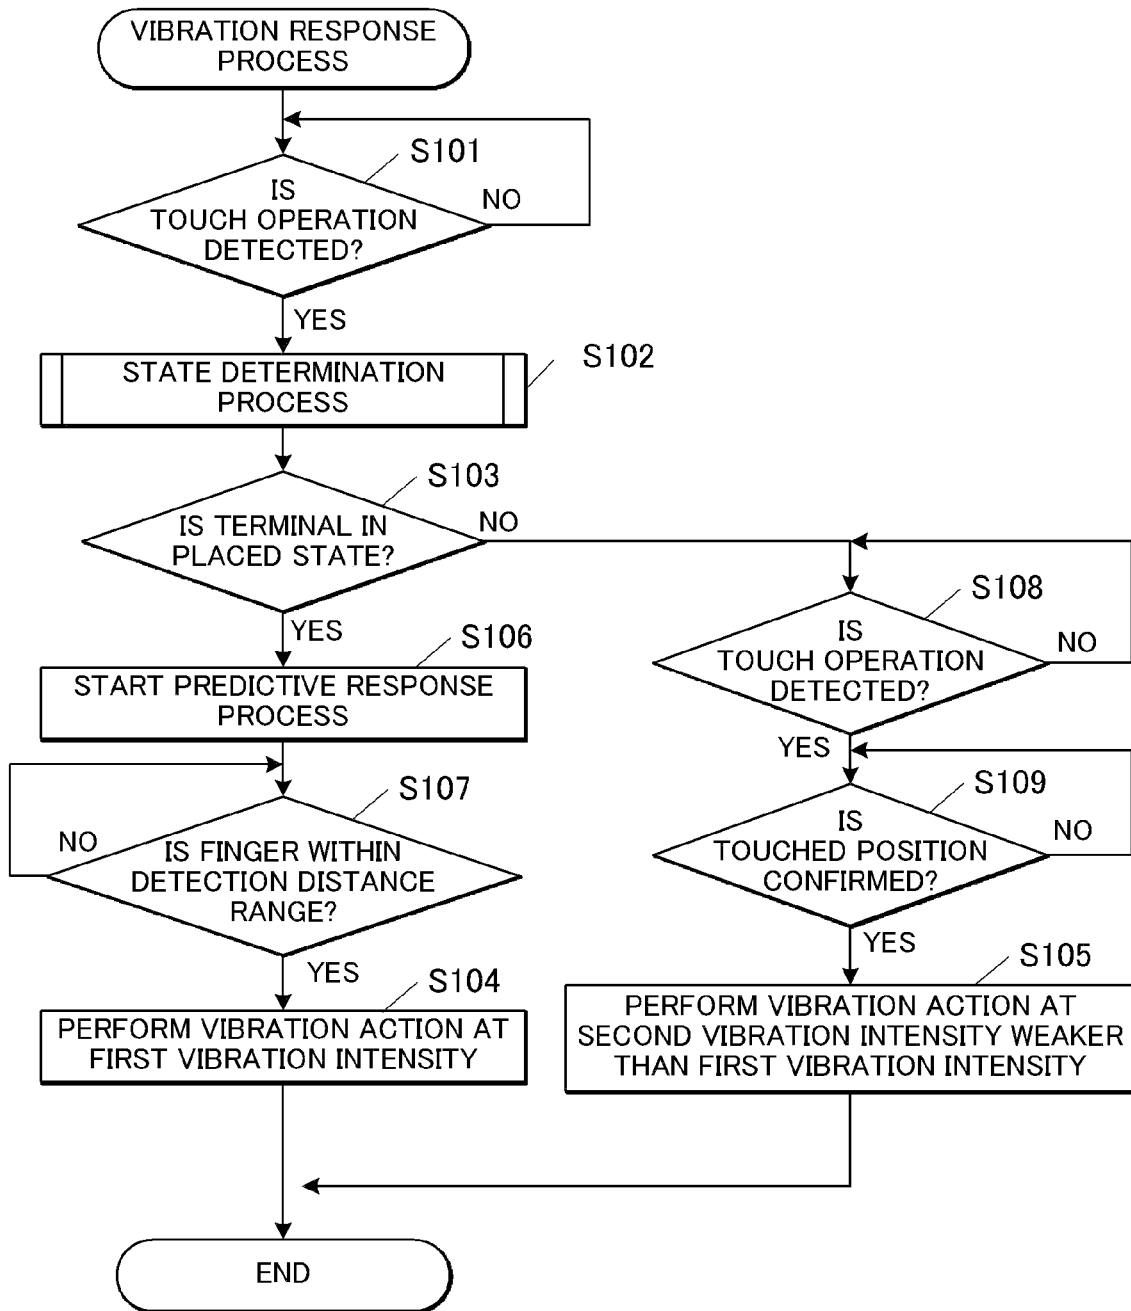 VIBRATION RESPONSE
PROCESS
S101
IS
TOUCH OPERATION
DETECTED?
NO
YES
S102
STATE DETERMINATION
PROCESS
S103
IS TERMINAL IN
PLACED STATE?
NO
YES
S106
START PREDICTIVE RESPONSE
PROCESS
S107
NO
IS FINGER WITHIN
DETECTION DISTANCE
RANGE?
YES
S104
PERFORM VIBRATION ACTION AT
FIRST VIBRATION INTENSITY
S108
IS
TOUCH OPERATION
DETECTED?
NO
YES
S109
IS
TOUCHED POSITION
CONFIRMED?
NO
YES
S105
PERFORM VIBRATION ACTION AT
SECOND VIBRATION INTENSITY WEAKER
THAN FIRST VIBRATION INTENSITY
END